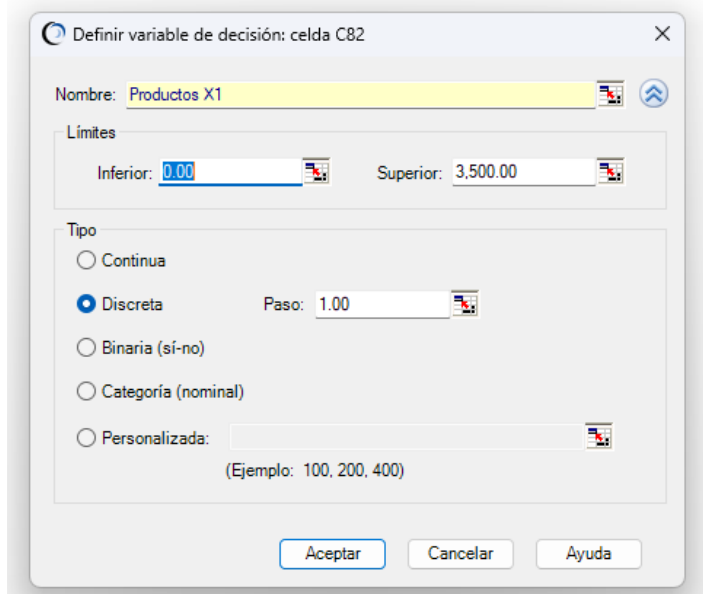 Definir variable de decisión: celda C82
Nombre: Productos X1
Límites
Inferior: 0.00 Superior: 3,500.00
Tipo
Continua
Discreta Paso: 1.00
Binaria (sí-no)
Categoría (nominal)
Personalizada:
(Ejemplo: 100, 200, 400)
Aceptar Cancelar Ayuda